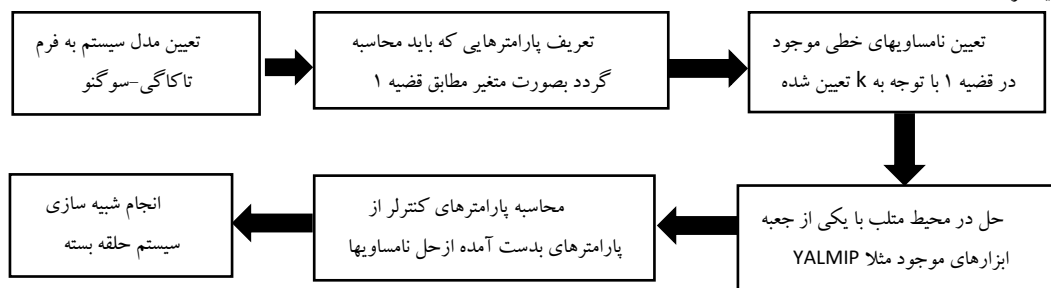 تعیین مدل سیستم به فرم
تاکاگی-سوگنو
تعریف پارامترهایی که باید محاسبه
گردد بصورت متغیر مطابق قضیه ۱
تعیین نامساویهای خطی موجود
در قضیه ۱ با توجه به k تعیین شده
حل در محیط متلب با یکی از جعبه
ابزارهای موجود مثلا YALMIP
محاسبه پارامترهای کنترلر از
پارامترهای بدست آمده ازحل نامساویها
انجام شبیه سازی
سیستم حلقه بسته